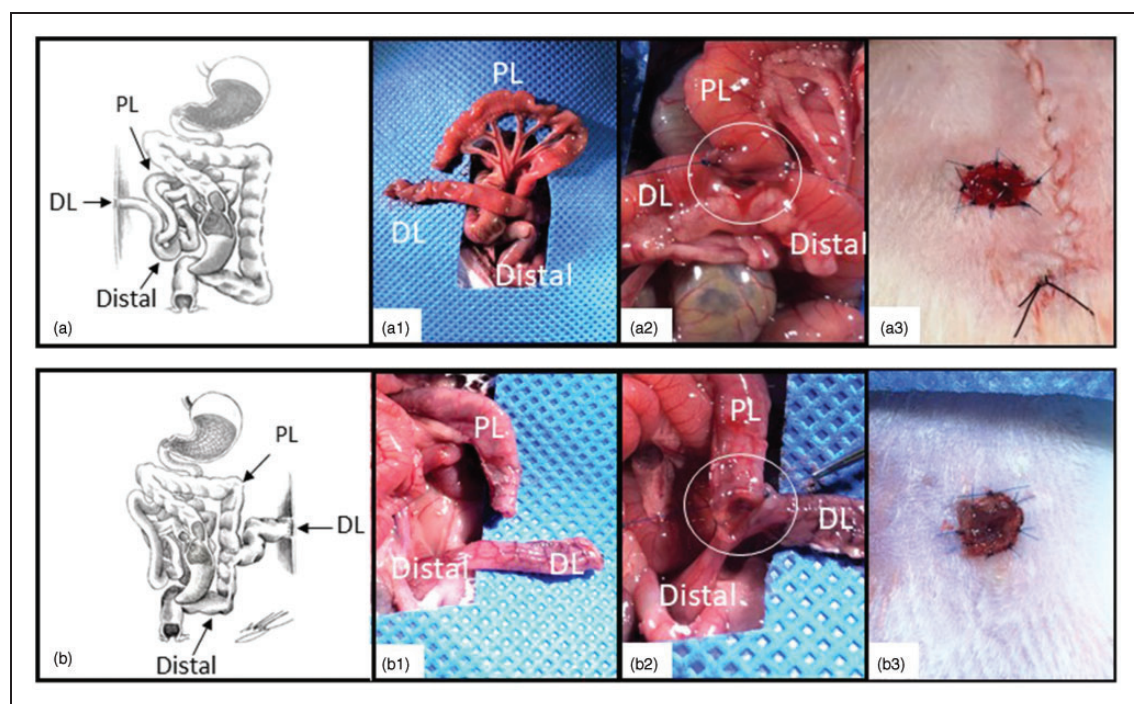 PL
DL
Distal
(a)
PL
DL
Distal
(a1)
PL
DL
Distal
(a2)
(a3)
PL
DL
Distal
(b)
PL
Distal
DL
(b1)
PL
DL
Distal
(b2)
(b3)